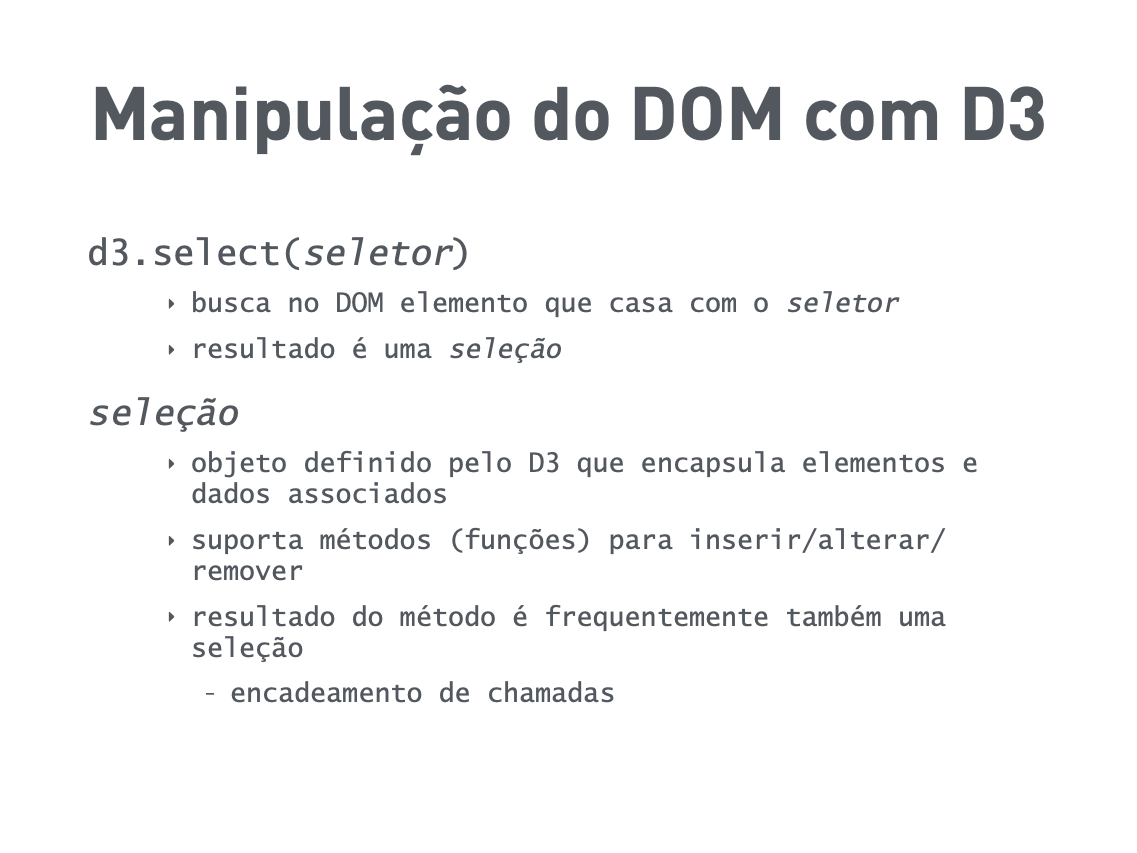 Manipulação do DOM com D3
d3.select(seletor)
‣ busca no DOM elemento que casa com o seletor
‣ resultado é uma seleção
seleção
‣ objeto definido pelo D3 que encapsula elementos e
dados associados
‣ suporta métodos (funções) para inserir/alterar/
remover
‣ resultado do método é frequentemente também uma
seleção
- encadeamento de chamadas